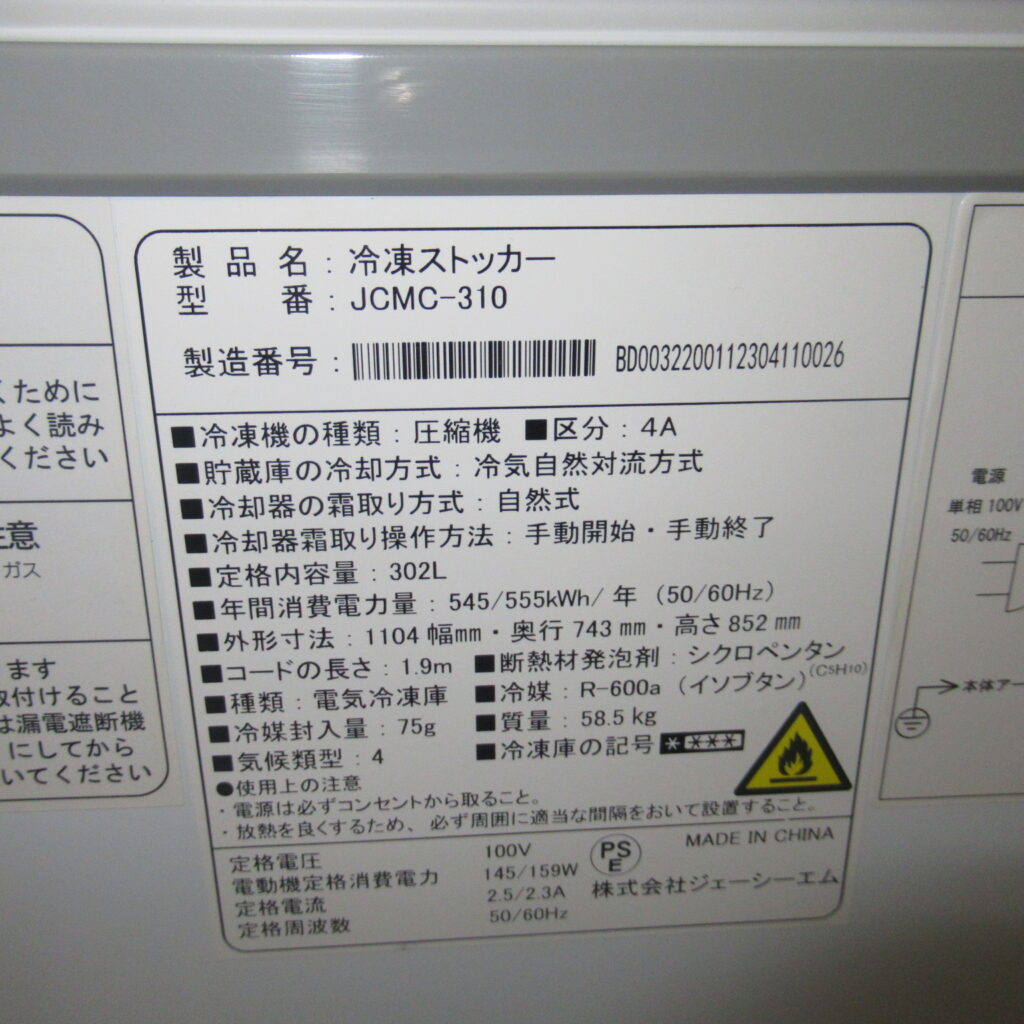 製品名：冷凍ストッカー
型番：JCMC-310
製造番号：BD0032200112304110026
■冷凍機の種類：圧縮機 ■区分：4A
■貯蔵庫の冷却方式：冷気自然対流方式
■冷却器の霜取り方式：自然式
■冷却器霜取り操作方法：手動開始・手動終了
■定格内容量：302L
■年間消費電力量：545/555kWh/年（50/60Hz）
■外形寸法：1104幅mm・奥行743mm・高さ852mm
■コードの長さ：1.9m ■断熱材発泡剤：シクロペンタン(C5H10)
■種類：電気冷凍庫 ■冷媒：R-600a（イソブタン）
■冷媒封入量：75g ■質量：58.5kg
■気候類型：4 ■冷凍庫の記号 * ***
●使用上の注意
・電源は必ずコンセントから取ること。
・放熱を良くするため、必ず周囲に適当な間隔をおいて設置すること。
定格電圧 100V
電動機定格消費電力 145/159W
定格電流 2.5/2.3A
定格周波数 50/60Hz
PSE
MADE IN CHINA
株式会社ジェーシーエム
くために
よく読み
ください
注意
ガス
ます
取付けること
は漏電遮断機
にしてから
いてください
電源
単相100V
50/60Hz
本体アー